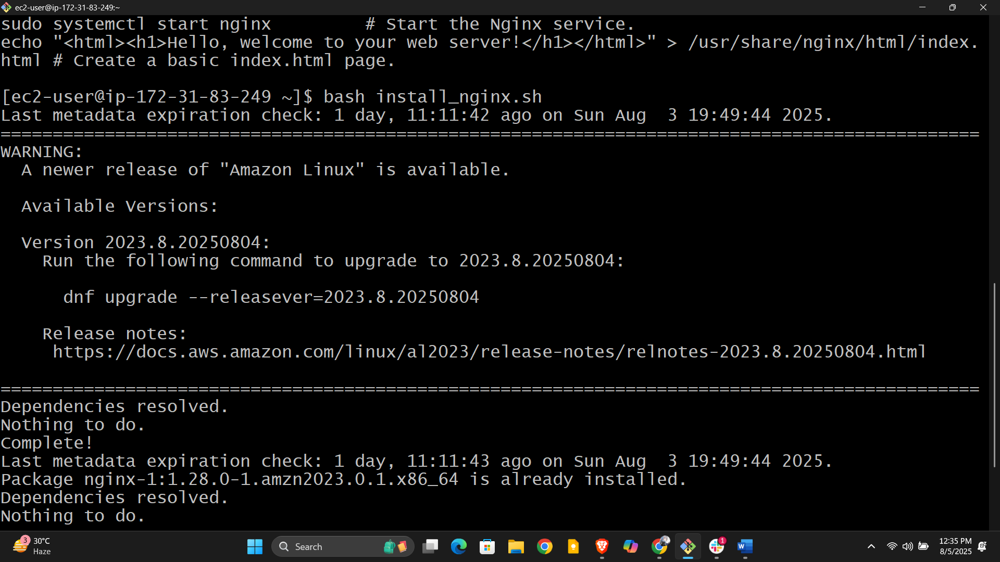 ec2-user@ip-172-31-83-249:~
sudo systemctl start nginx         # Start the Nginx service.
echo "<html><h1>Hello, welcome to your web server!</h1></html>" > /usr/share/nginx/html/index.
html # Create a basic index.html page.
[ec2-user@ip-172-31-83-249 ~]$ bash install_nginx.sh
Last metadata expiration check: 1 day, 11:11:42 ago on Sun Aug  3 19:49:44 2025.
==============================================================================================
WARNING:
  A newer release of "Amazon Linux" is available.
  Available Versions:
  Version 2023.8.20250804:
    Run the following command to upgrade to 2023.8.20250804:
      dnf upgrade --releasever=2023.8.20250804
    Release notes:
     https://docs.aws.amazon.com/linux/al2023/release-notes/relnotes-2023.8.20250804.html
==============================================================================================
Dependencies resolved.
Nothing to do.
Complete!
Last metadata expiration check: 1 day, 11:11:43 ago on Sun Aug  3 19:49:44 2025.
Package nginx-1:1.28.0-1.amzn2023.0.1.x86_64 is already installed.
Dependencies resolved.
Nothing to do.
3
30°C
Haze
Search
1
W
12:35 PM
8/5/2025